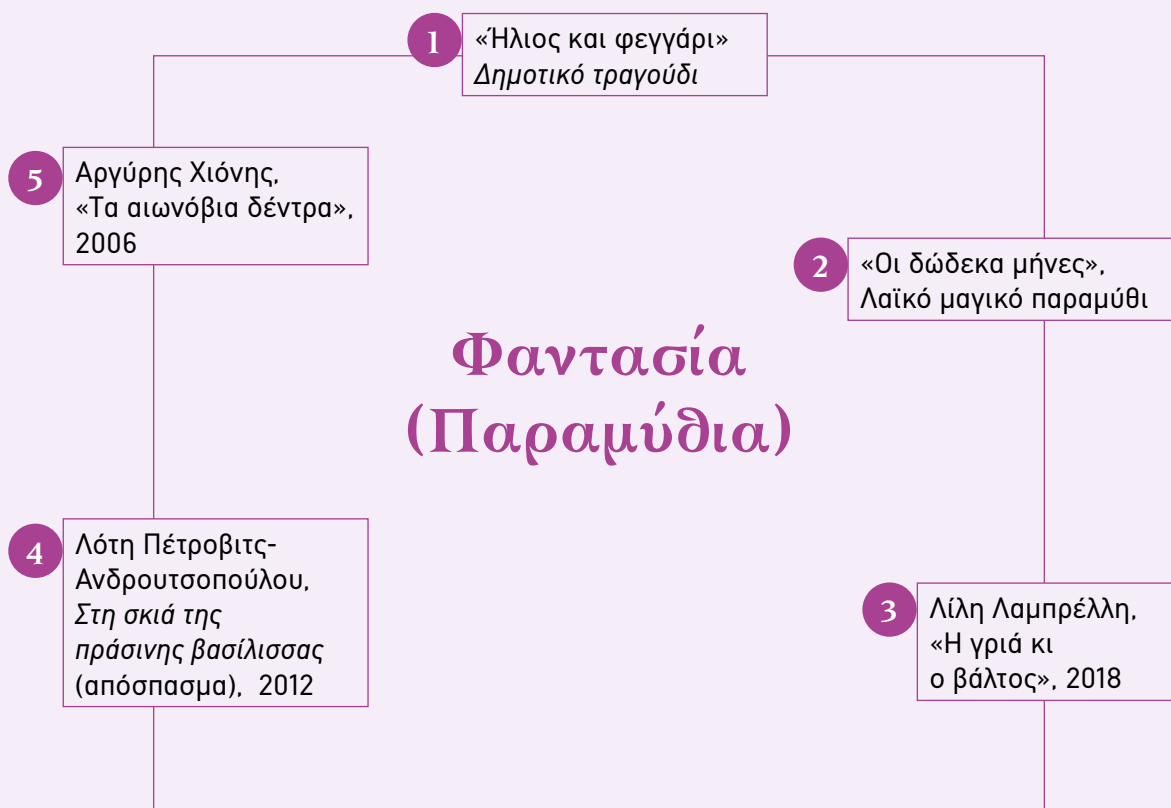 1
«Ήλιος και φεγγάρι»
Δημοτικό τραγούδι
5
Αργύρης Χιόνης,
«Τα αιωνόβια δέντρα»,
2006
2
«Οι δώδεκα μήνες»,
Λαϊκό μαγικό παραμύθι
Φαντασία
(Παραμύθια)
4
Λότη Πέτροβιτς-
Ανδρουτσοπούλου,
Στη σκιά της
πράσινης βασίλισσας
(απόσπασμα), 2012
3
Λίλη Λαμπρέλλη,
«Η γριά κι
ο βάλτος», 2018